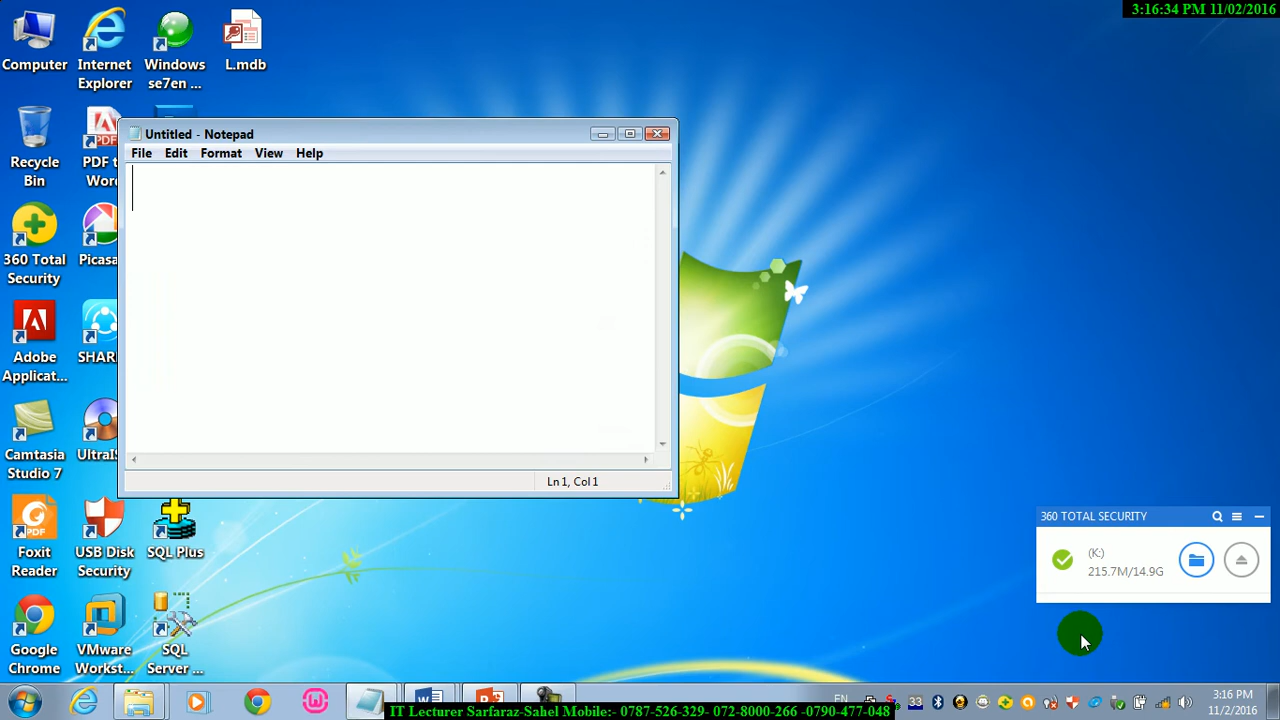 3:16:34 PM 11/02/2016
Computer
Internet
Explorer
Windows
se7en ...
L.mdb
Recycle
Bin
PDF t
Wor
360 Total
Security
Picas
Adobe
Applicat...
SHAR
Camtasia
Studio 7
UltraI
Foxit
Reader
USB Disk
Security
SQL Plus
Google
Chrome
VMware
Workst...
SQL
Server ...
Untitled - Notepad
File Edit Format View Help
Ln 1, Col 1
360 TOTAL SECURITY
(K:)
215.7M/14.9G
EN
33
3:16 PM
11/2/2016
IT Lecturer Sarfaraz-Sahel Mobile:- 0787-526-329- 072-8000-266 -0790-477-048